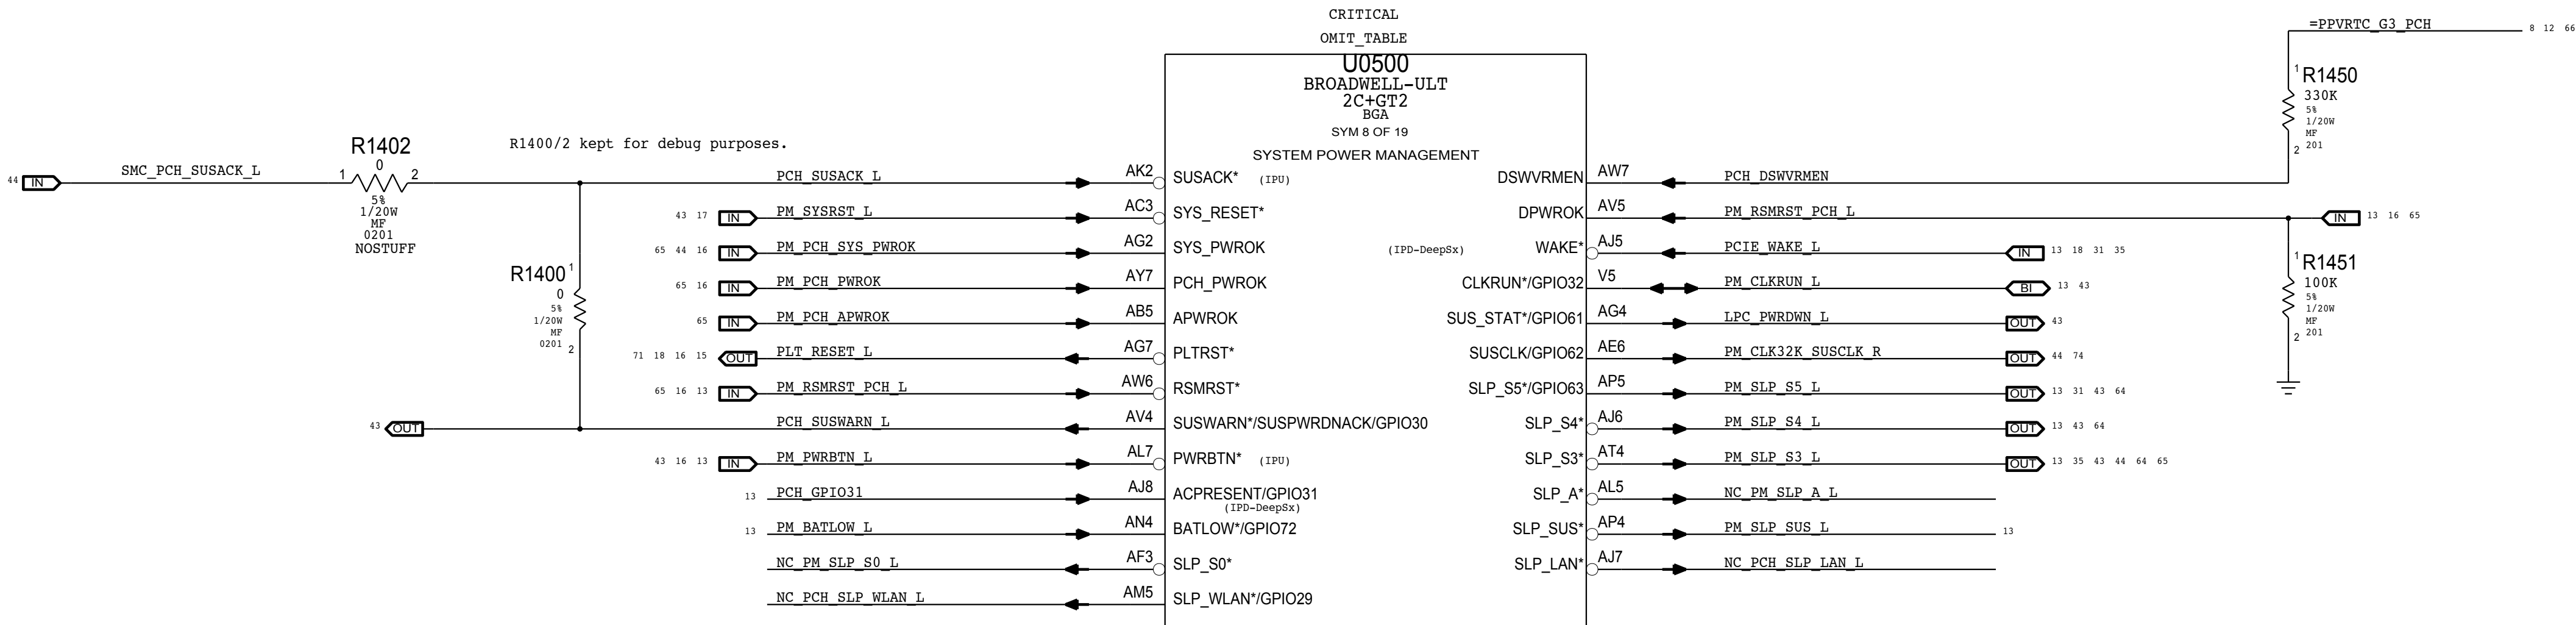 CRITICAL
OMIT_TABLE
U0500
BROADWELL-ULT
2C+GT2
BGA
SYM 8 OF 19
SYSTEM POWER MANAGEMENT
=PPVRTC_G3_PCH 8 12 66
1 R1450
330K
5%
1/20W
MF
2 201
R1402
0
1 2
5%
1/20W
MF
0201
NOSTUFF
R1400/2 kept for debug purposes.
44 IN SMC_PCH_SUSACK_L
PCH_SUSACK_L AK2 SUSACK* (IPU)
43 17 IN PM_SYSRST_L AC3 SYS_RESET*
65 44 16 IN PM_PCH_SYS_PWROK AG2 SYS_PWROK
R1400 1
0
5%
1/20W
MF
0201 2
65 16 IN PM_PCH_PWROK AY7 PCH_PWROK
65 IN PM_PCH_APWROK AB5 APWROK
71 18 16 15 OUT PLT_RESET_L AG7 PLTRST*
65 16 13 IN PM_RSMRST_PCH_L AW6 RSMRST*
43 OUT PCH_SUSWARN_L AV4 SUSWARN*/SUSPWRDNACK/GPIO30
43 16 13 IN PM_PWRBTN_L AL7 PWRBTN* (IPU)
13 PCH_GPIO31 AJ8 ACPRESENT/GPIO31
(IPD-DeepSx)
13 PM_BATLOW_L AN4 BATLOW*/GPIO72
NC_PM_SLP_S0_L AF3 SLP_S0*
NC_PCH_SLP_WLAN_L AM5 SLP_WLAN*/GPIO29
DSWVRMEN AW7 PCH_DSWVRMEN
DPWROK AV5 PM_RSMRST_PCH_L IN 13 16 65
(IPD-DeepSx) WAKE* AJ5 PCIE_WAKE_L IN 13 18 31 35
CLKRUN*/GPIO32 V5 PM_CLKRUN_L BI 13 43
SUS_STAT*/GPIO61 AG4 LPC_PWRDWN_L OUT 43
SUSCLK/GPIO62 AE6 PM_CLK32K_SUSCLK_R OUT 44 74
SLP_S5*/GPIO63 AP5 PM_SLP_S5_L OUT 13 31 43 64
SLP_S4* AJ6 PM_SLP_S4_L OUT 13 43 64
SLP_S3* AT4 PM_SLP_S3_L OUT 13 35 43 44 64 65
SLP_A* AL5 NC_PM_SLP_A_L
SLP_SUS* AP4 PM_SLP_SUS_L 13
SLP_LAN* AJ7 NC_PCH_SLP_LAN_L
1 R1451
100K
5%
1/20W
MF
2 201